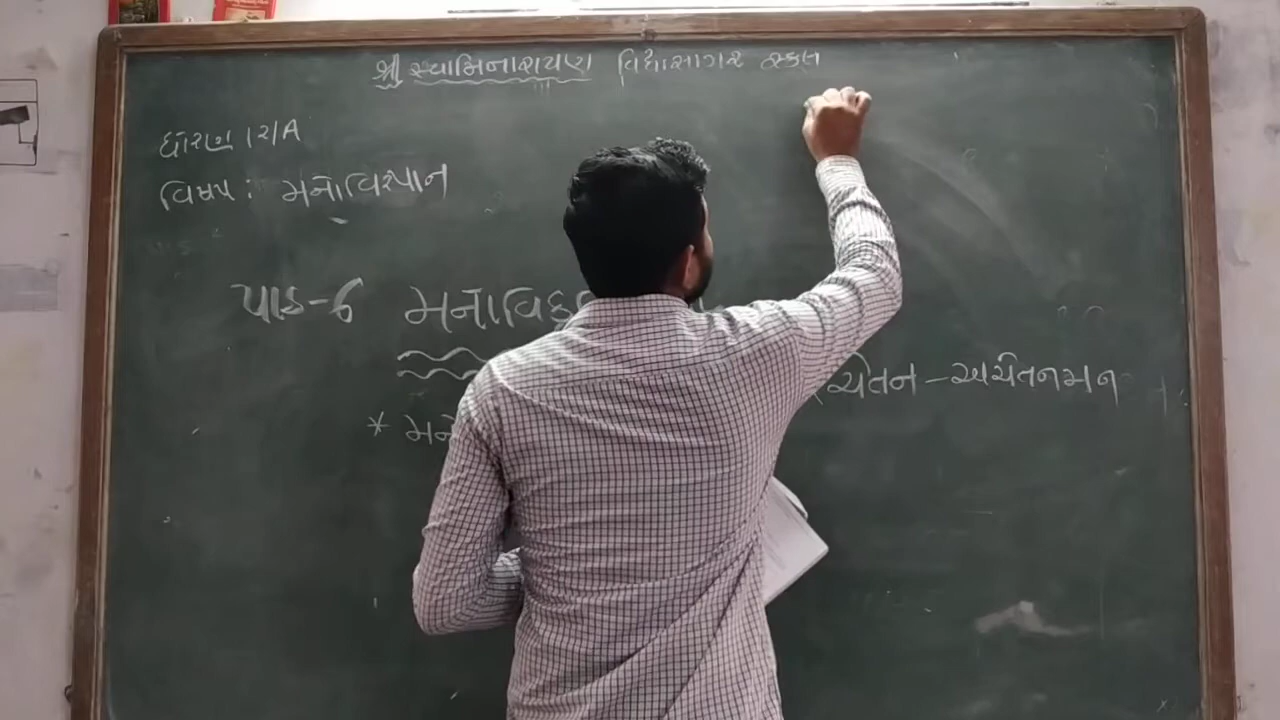 શ્રી સ્વામિનારાયણ વિદ્યાસાગર સ્કુલ
ધોરણ 12/A
વિષય: મનોવિજ્ઞાન
પાઠ-6
ચેતન - અચેતનમન
*